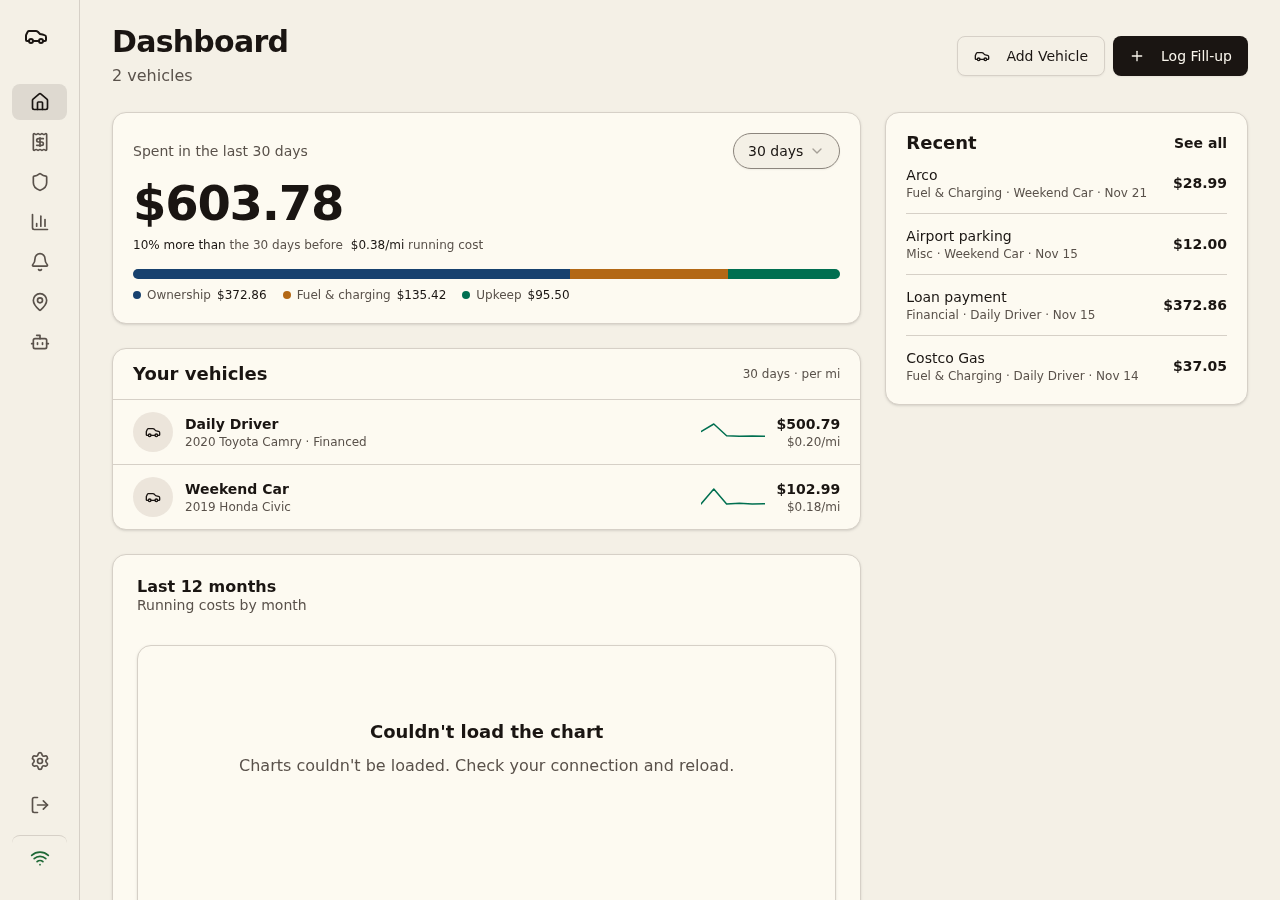 Dashboard
2 vehicles
Add Vehicle
Log Fill-up
Spent in the last 30 days
30 days
$603.78
10% more than the 30 days before $0.38/mi running cost
Ownership $372.86 Fuel & charging $135.42 Upkeep $95.50
Your vehicles
30 days · per mi
Daily Driver
2020 Toyota Camry · Financed
$500.79
$0.20/mi
Weekend Car
2019 Honda Civic
$102.99
$0.18/mi
Last 12 months
Running costs by month
Couldn't load the chart
Charts couldn't be loaded. Check your connection and reload.
Recent
See all
Arco
Fuel & Charging · Weekend Car · Nov 21
$28.99
Airport parking
Misc · Weekend Car · Nov 15
$12.00
Loan payment
Financial · Daily Driver · Nov 15
$372.86
Costco Gas
Fuel & Charging · Daily Driver · Nov 14
$37.05